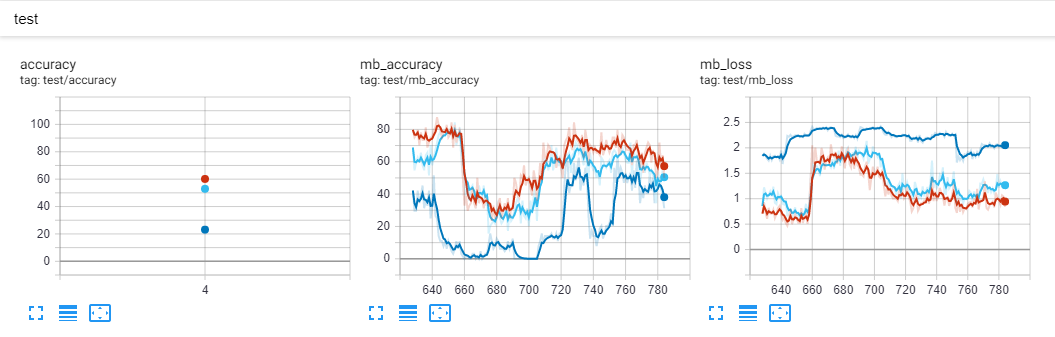 test
accuracy
tag: test/accuracy
100
80
60
40
20
0
4
mb_accuracy
tag: test/mb_accuracy
80
60
40
20
0
640 660 680 700 720 740 760 780
mb_loss
tag: test/mb_loss
2.5
2
1.5
1
0.5
0
640 660 680 700 720 740 760 780